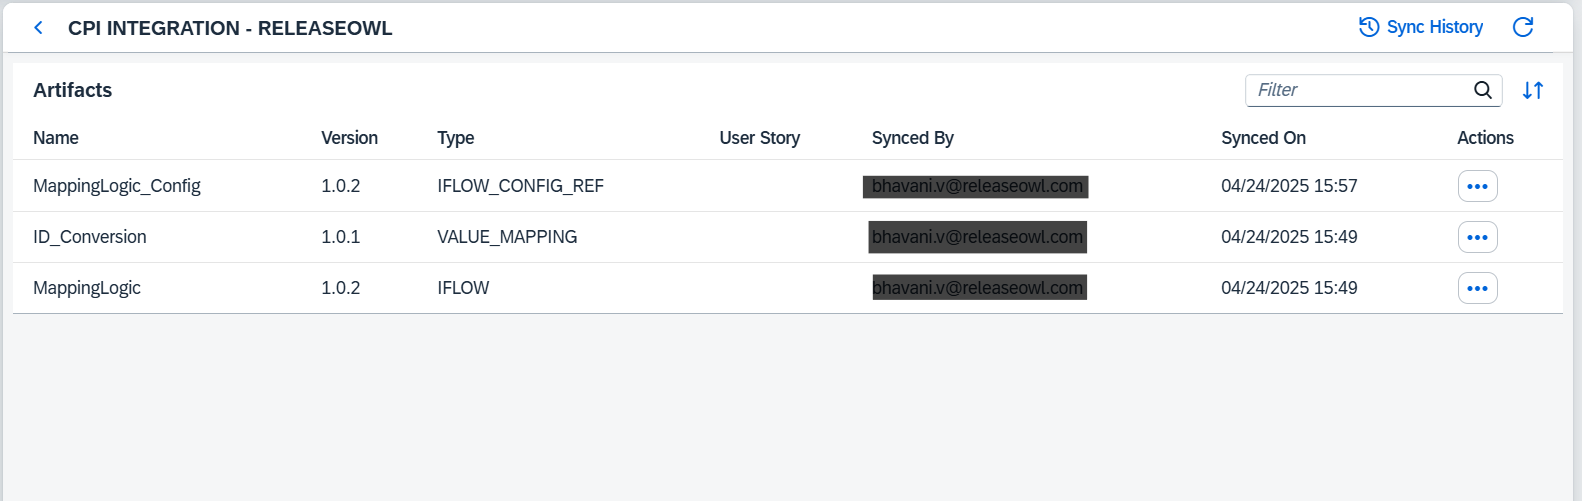 CPI INTEGRATION - RELEASEOWL
Sync History
Artifacts
Filter
Name Version Type User Story Synced By Synced On Actions
MappingLogic_Config 1.0.2 IFLOW_CONFIG_REF bhavani.v@releaseowl.com 04/24/2025 15:57
ID_Conversion 1.0.1 VALUE_MAPPING bhavani.v@releaseowl.com 04/24/2025 15:49
MappingLogic 1.0.2 IFLOW bhavani.v@releaseowl.com 04/24/2025 15:49